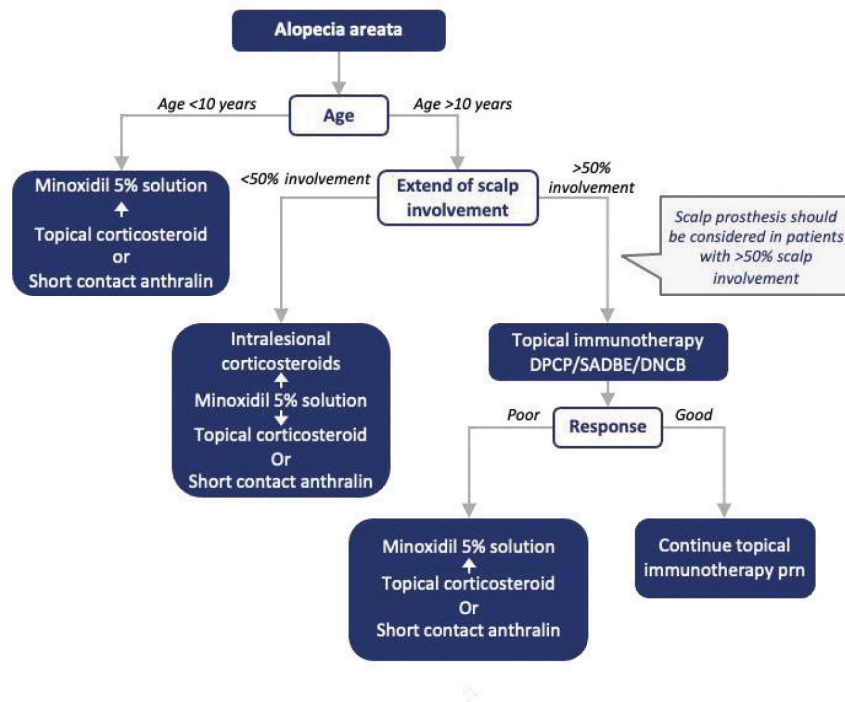 Alopecia areata
Age <10 years
Age
Age >10 years
Minoxidil 5% solution
Topical corticosteroid
or
Short contact anthralin
<50% involvement
Extend of scalp
involvement
>50%
involvement
Scalp prosthesis should
be considered in patients
with >50% scalp
involvement
Intralesional
corticosteroids
Minoxidil 5% solution
Topical corticosteroid
Or
Short contact anthralin
Topical immunotherapy
DPCP/SADBE/DNCB
Poor
Response
Good
Minoxidil 5% solution
Topical corticosteroid
Or
Short contact anthralin
Continue topical
immunotherapy prn